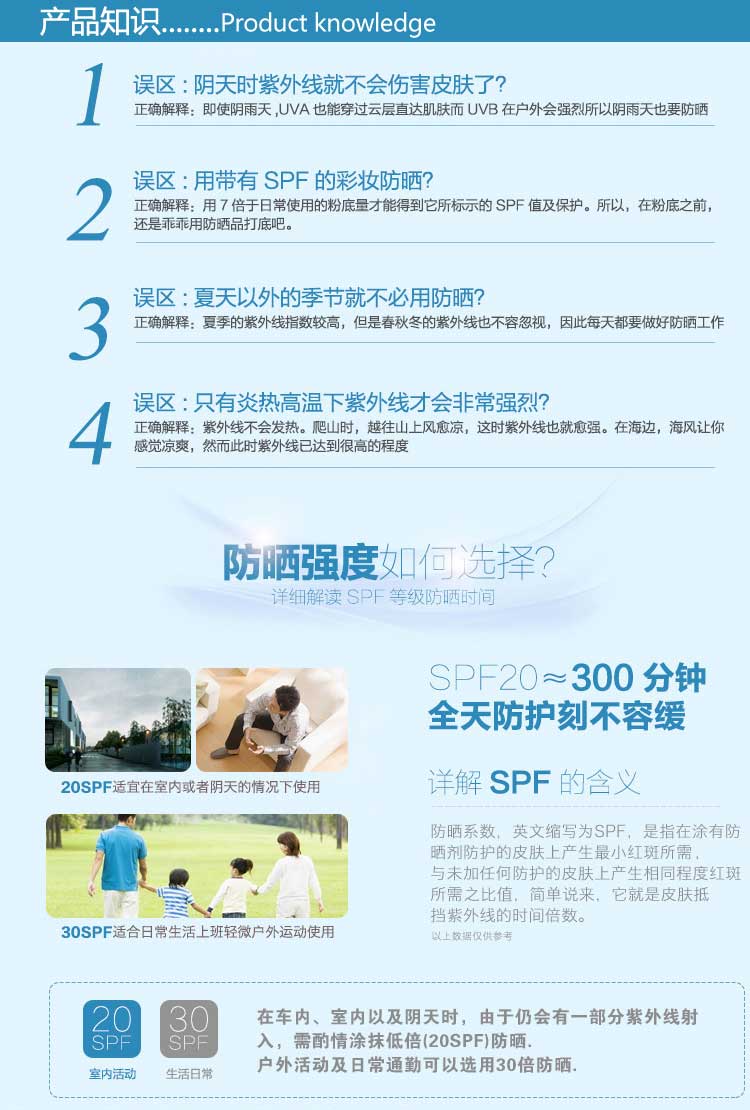 产品知识........Product knowledge
1
误区 : 阴天时紫外线就不会伤害皮肤了?
正确解释：即使阴雨天 ,UVA 也能穿过云层直达肌肤而 UVB 在户外会强烈所以阴雨天也要防晒
2
误区 : 用带有 SPF 的彩妆防晒?
正确解释：用 7 倍于日常使用的粉底量才能得到它所标示的 SPF 值及保护。所以，在粉底之前，
还是乖乖用防晒品打底吧。
3
误区 : 夏天以外的季节就不必用防晒?
正确解释：夏季的紫外线指数较高，但是春秋冬的紫外线也不容忽视，因此每天都要做好防晒工作
4
误区 : 只有炎热高温下紫外线才会非常强烈?
正确解释：紫外线不会发热。爬山时，越往山上风愈凉，这时紫外线也就愈强。在海边，海风让你
感觉凉爽，然而此时紫外线已达到很高的程度
防晒强度如何选择?
详细解读 SPF 等级防晒时间
SPF20≈300 分钟
全天防护刻不容缓
20SPF适宜在室内或者阴天的情况下使用
详解 SPF 的含义
防晒系数，英文缩写为SPF，是指在涂有防
晒剂防护的皮肤上产生最小红斑所需，
与未加任何防护的皮肤上产生相同程度红斑
所需之比值，简单说来，它就是皮肤抵
挡紫外线的时间倍数。
以上数据仅供参考
30SPF适合日常生活上班轻微户外运动使用
20
SPF
室内活动
30
SPF
生活日常
在车内、室内以及阴天时，由于仍会有一部分紫外线射
入，需酌情涂抹低倍(20SPF)防晒.
户外活动及日常通勤可以选用30倍防晒.